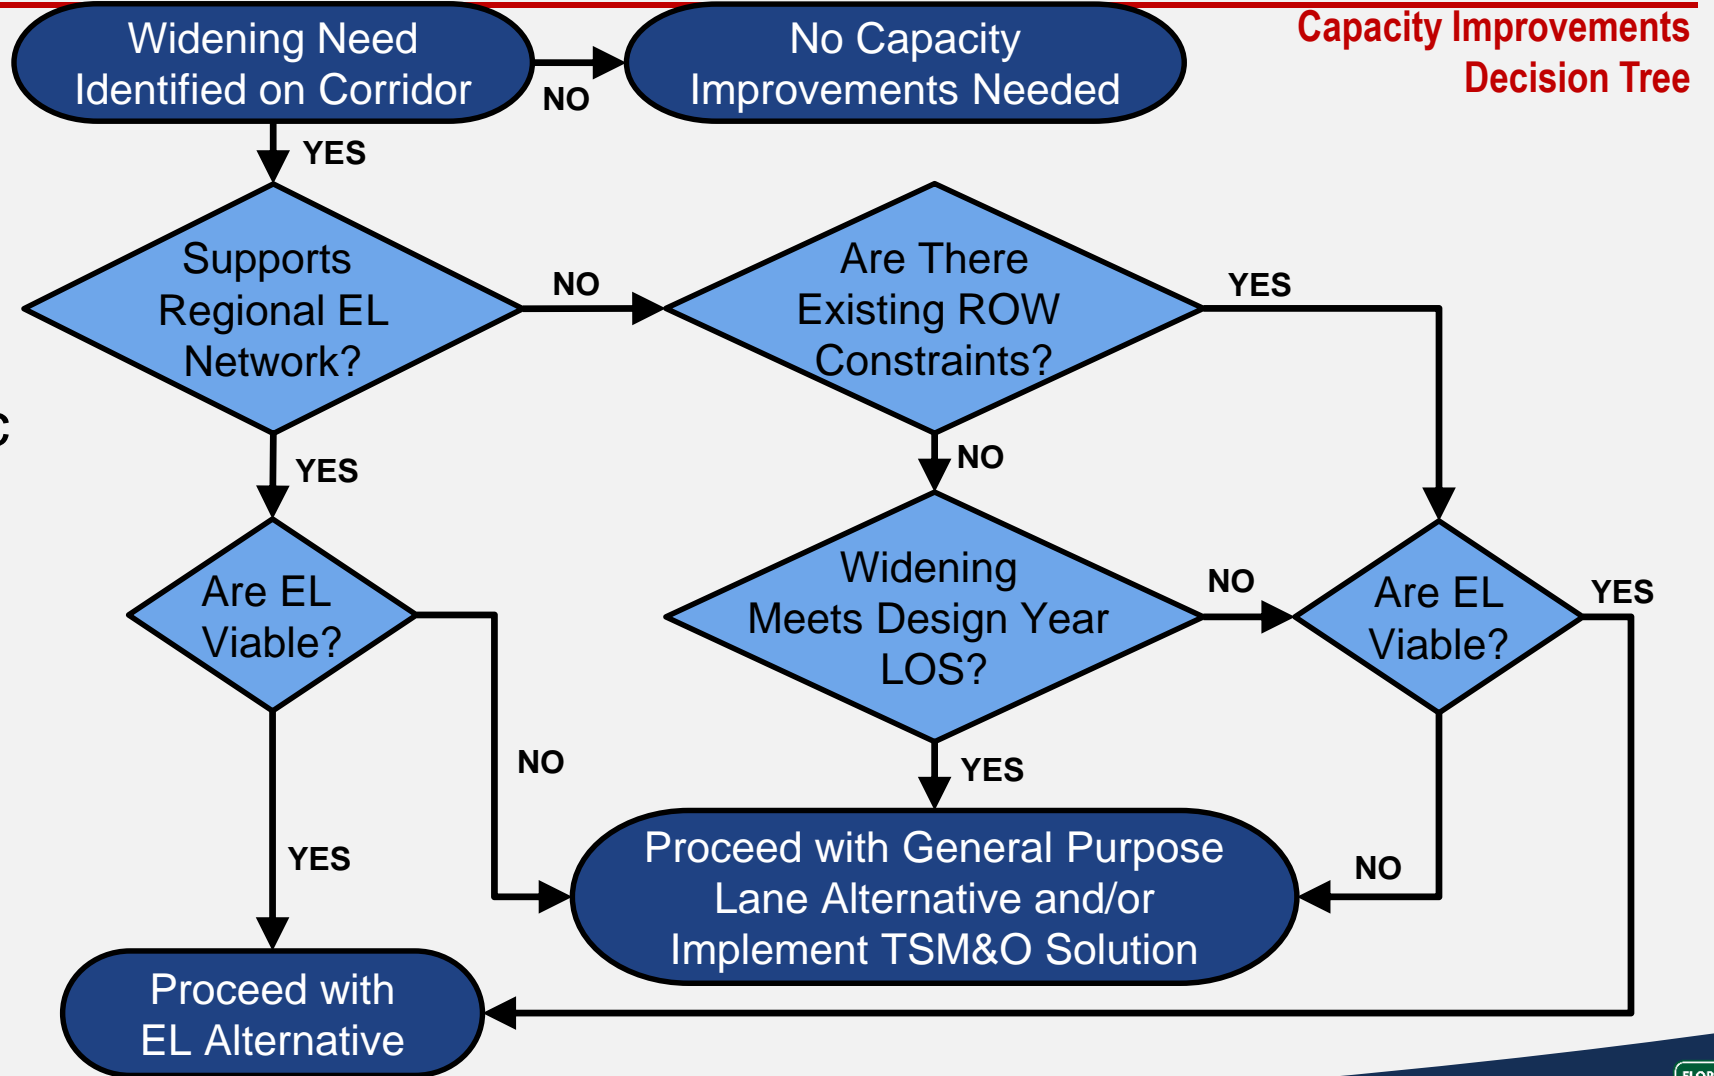 Capacity Improvements
Decision Tree
Widening Need
Identified on Corridor
NO
No Capacity
Improvements Needed
YES
Supports
Regional EL
Network?
NO
Are There
Existing ROW
Constraints?
YES
c
YES
NO
Are EL
Viable?
Widening
Meets Design Year
LOS?
NO
Are EL
Viable?
YES
NO
YES
YES
Proceed with General Purpose
Lane Alternative and/or
Implement TSM&O Solution
NO
Proceed with
EL Alternative